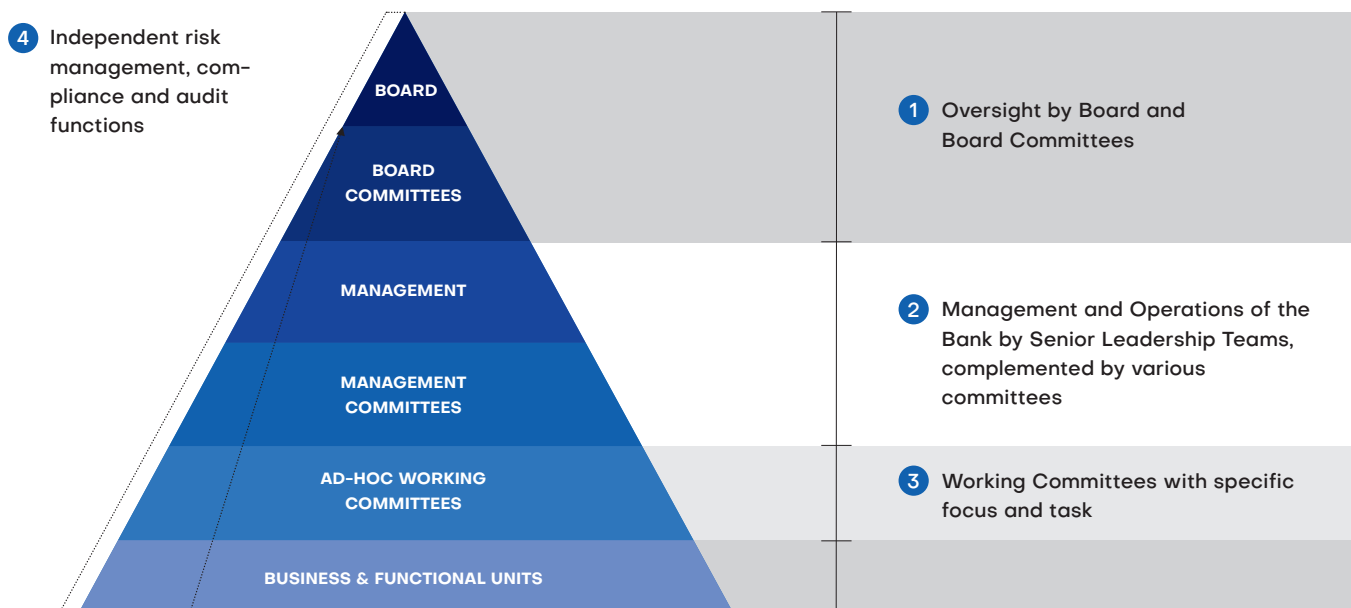 4 Independent risk
management, com-
pliance and audit
functions
BOARD
BOARD
COMMITTEES
MANAGEMENT
MANAGEMENT
COMMITTEES
AD-HOC WORKING
COMMITTEES
BUSINESS & FUNCTIONAL UNITS
1 Oversight by Board and
Board Committees
2 Management and Operations of the
Bank by Senior Leadership Teams,
complemented by various
committees
3 Working Committees with specific
focus and task